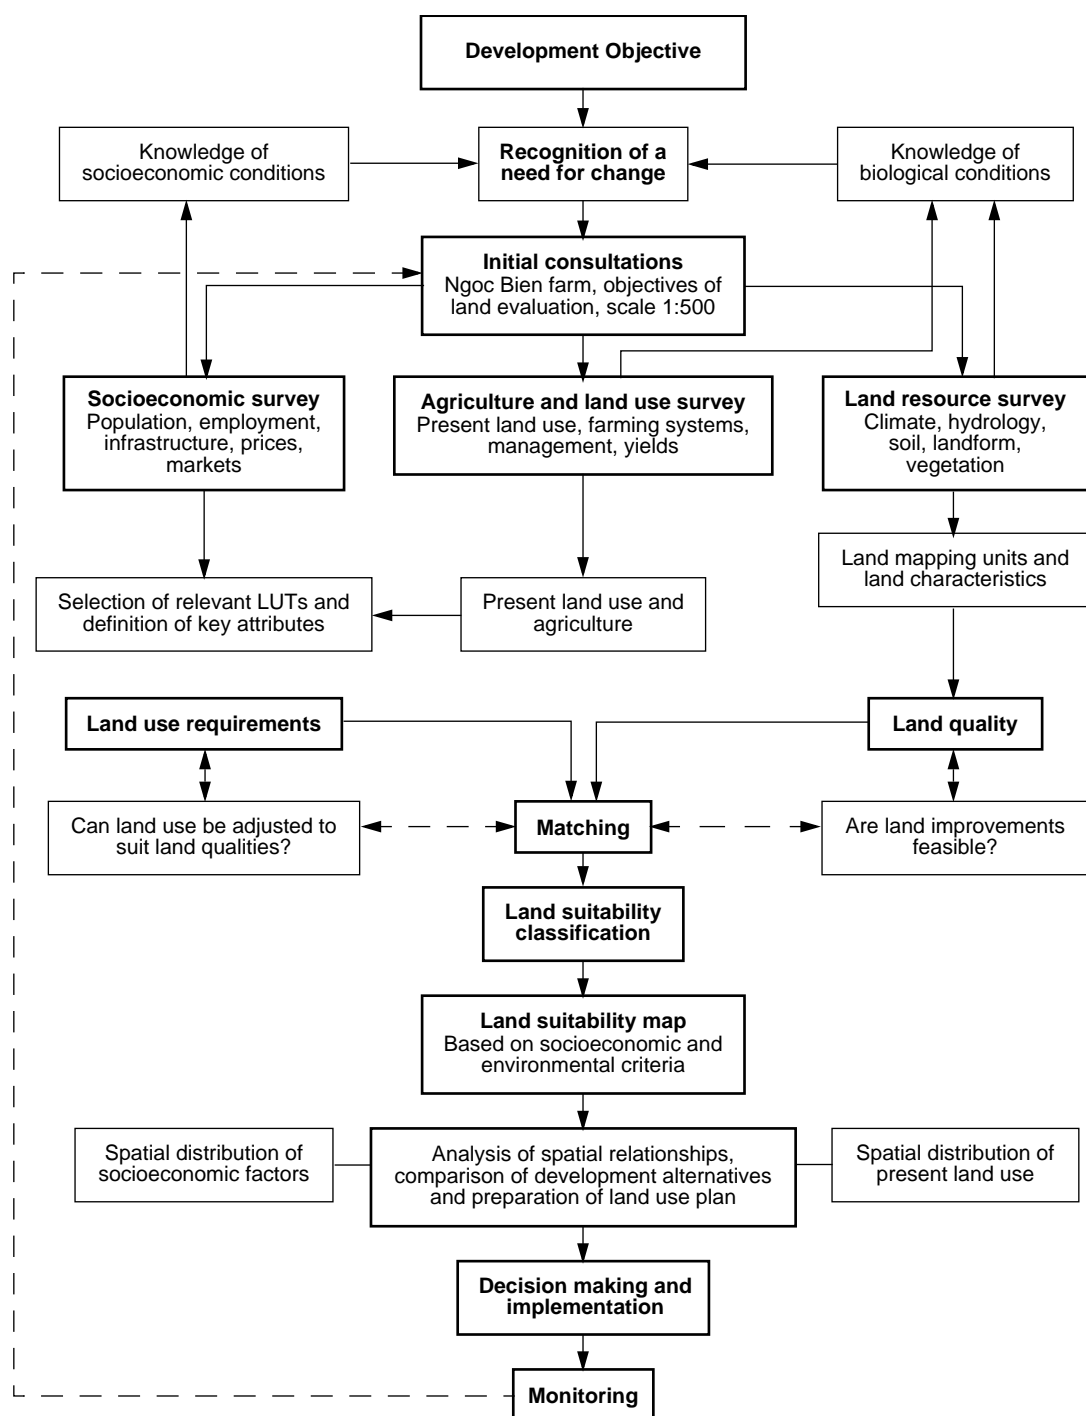 Development Objective
Knowledge of
socioeconomic conditions
Recognition of a
need for change
Knowledge of
biological conditions
Initial consultations
Ngoc Bien farm, objectives of
land evaluation, scale 1:500
Socioeconomic survey
Population, employment,
infrastructure, prices,
markets
Agriculture and land use survey
Present land use, farming systems,
management, yields
Land resource survey
Climate, hydrology,
soil, landform,
vegetation
Land mapping units and
land characteristics
Selection of relevant LUTs and
definition of key attributes
Present land use and
agriculture
Land use requirements
Land quality
Can land use be adjusted to
suit land qualities?
Matching
Are land improvements
feasible?
Land suitability
classification
Land suitability map
Based on socioeconomic and
environmental criteria
Spatial distribution of
socioeconomic factors
Analysis of spatial relationships,
comparison of development alternatives
and preparation of land use plan
Spatial distribution of
present land use
Decision making and
implementation
Monitoring